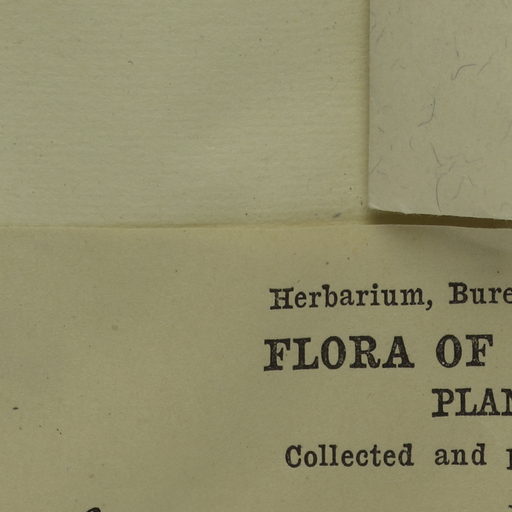 Herbarium, Bure
FLORA OF
PLAN
Collected and p